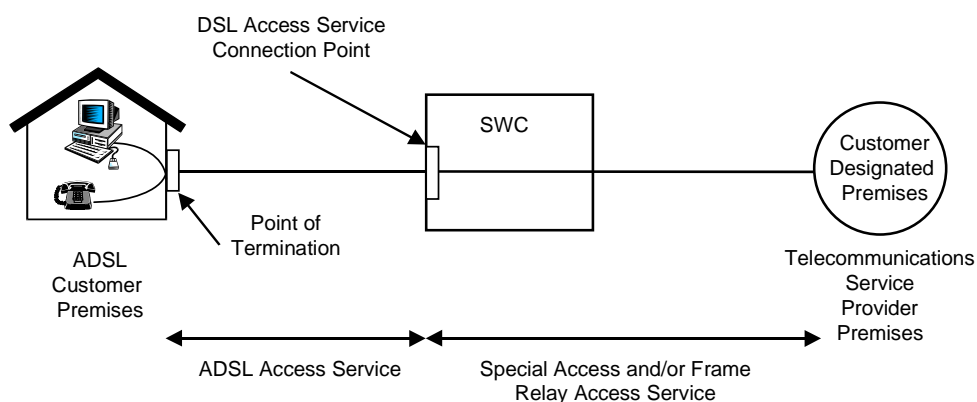 DSL Access Service
Connection Point
SWC
Customer
Designated
Premises
Point of
Termination
ADSL
Customer
Premises
Telecommunications
Service
Provider
Premises
ADSL Access Service
Special Access and/or Frame
Relay Access Service